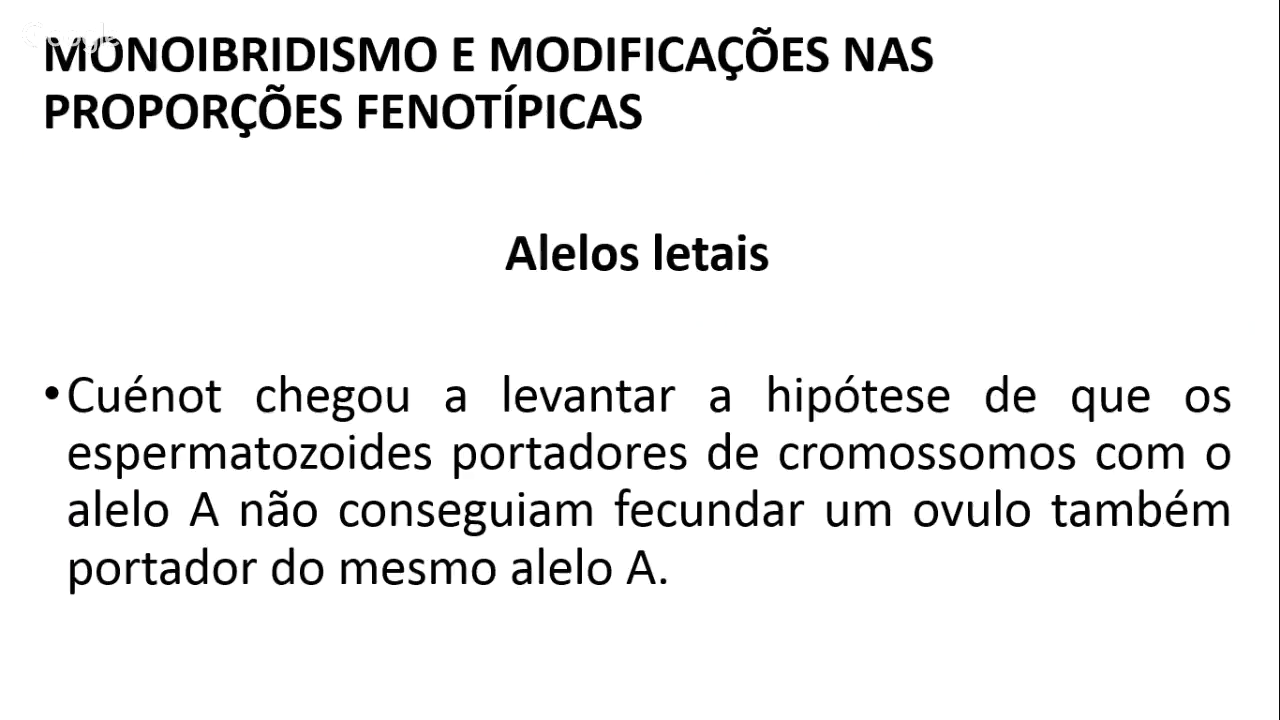 Google
MONOIBRIDISMO E MODIFICAÇÕES NAS
PROPORÇÕES FENOTÍPICAS
Alelos letais
•Cuénot chegou a levantar a hipótese de que os
espermatozoides portadores de cromossomos com o
alelo A não conseguiam fecundar um ovulo também
portador do mesmo alelo A.